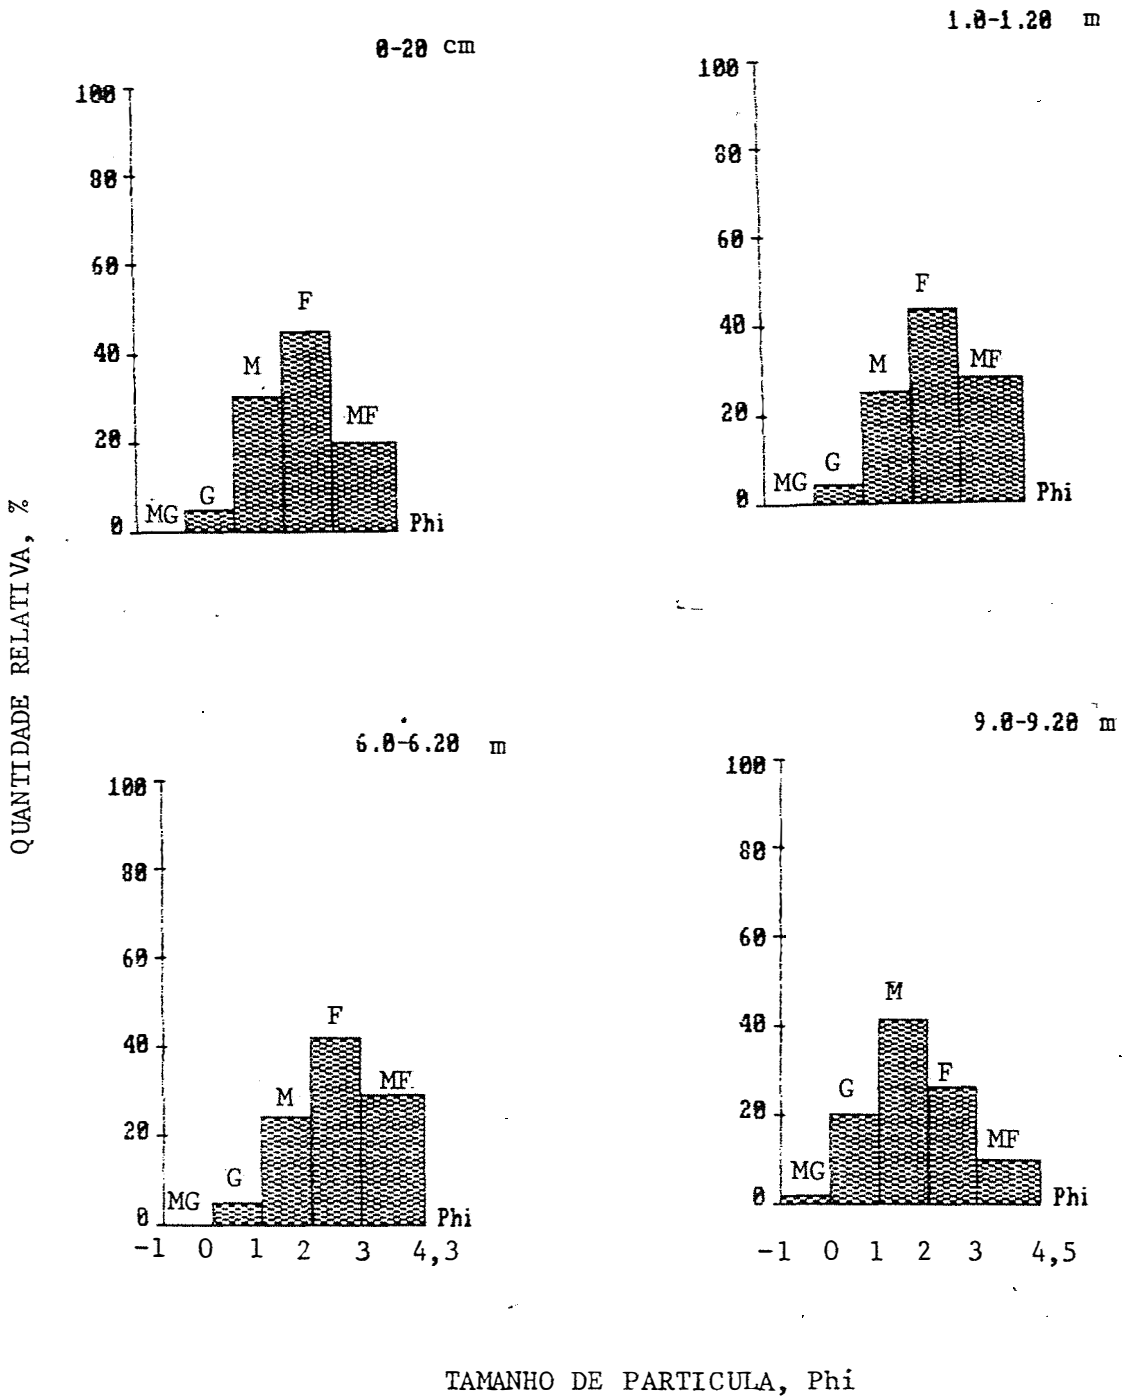 0-20 cm
100
80
60
40
20
0
MG
G
M
F
MF
Phi
1.0-1.20 m
100
80
60
40
20
0
MG
G
M
F
MF
Phi
QUANTIDADE RELATIVA, %
6.0-6.20 m
100
80
60
40
20
0
MG
G
M
F
MF
Phi
-1 0 1 2 3 4,3
9.0-9.20 m
100
80
60
40
20
0
MG
G
M
F
MF
Phi
-1 0 1 2 3 4,5
TAMANHO DE PARTICULA, Phi